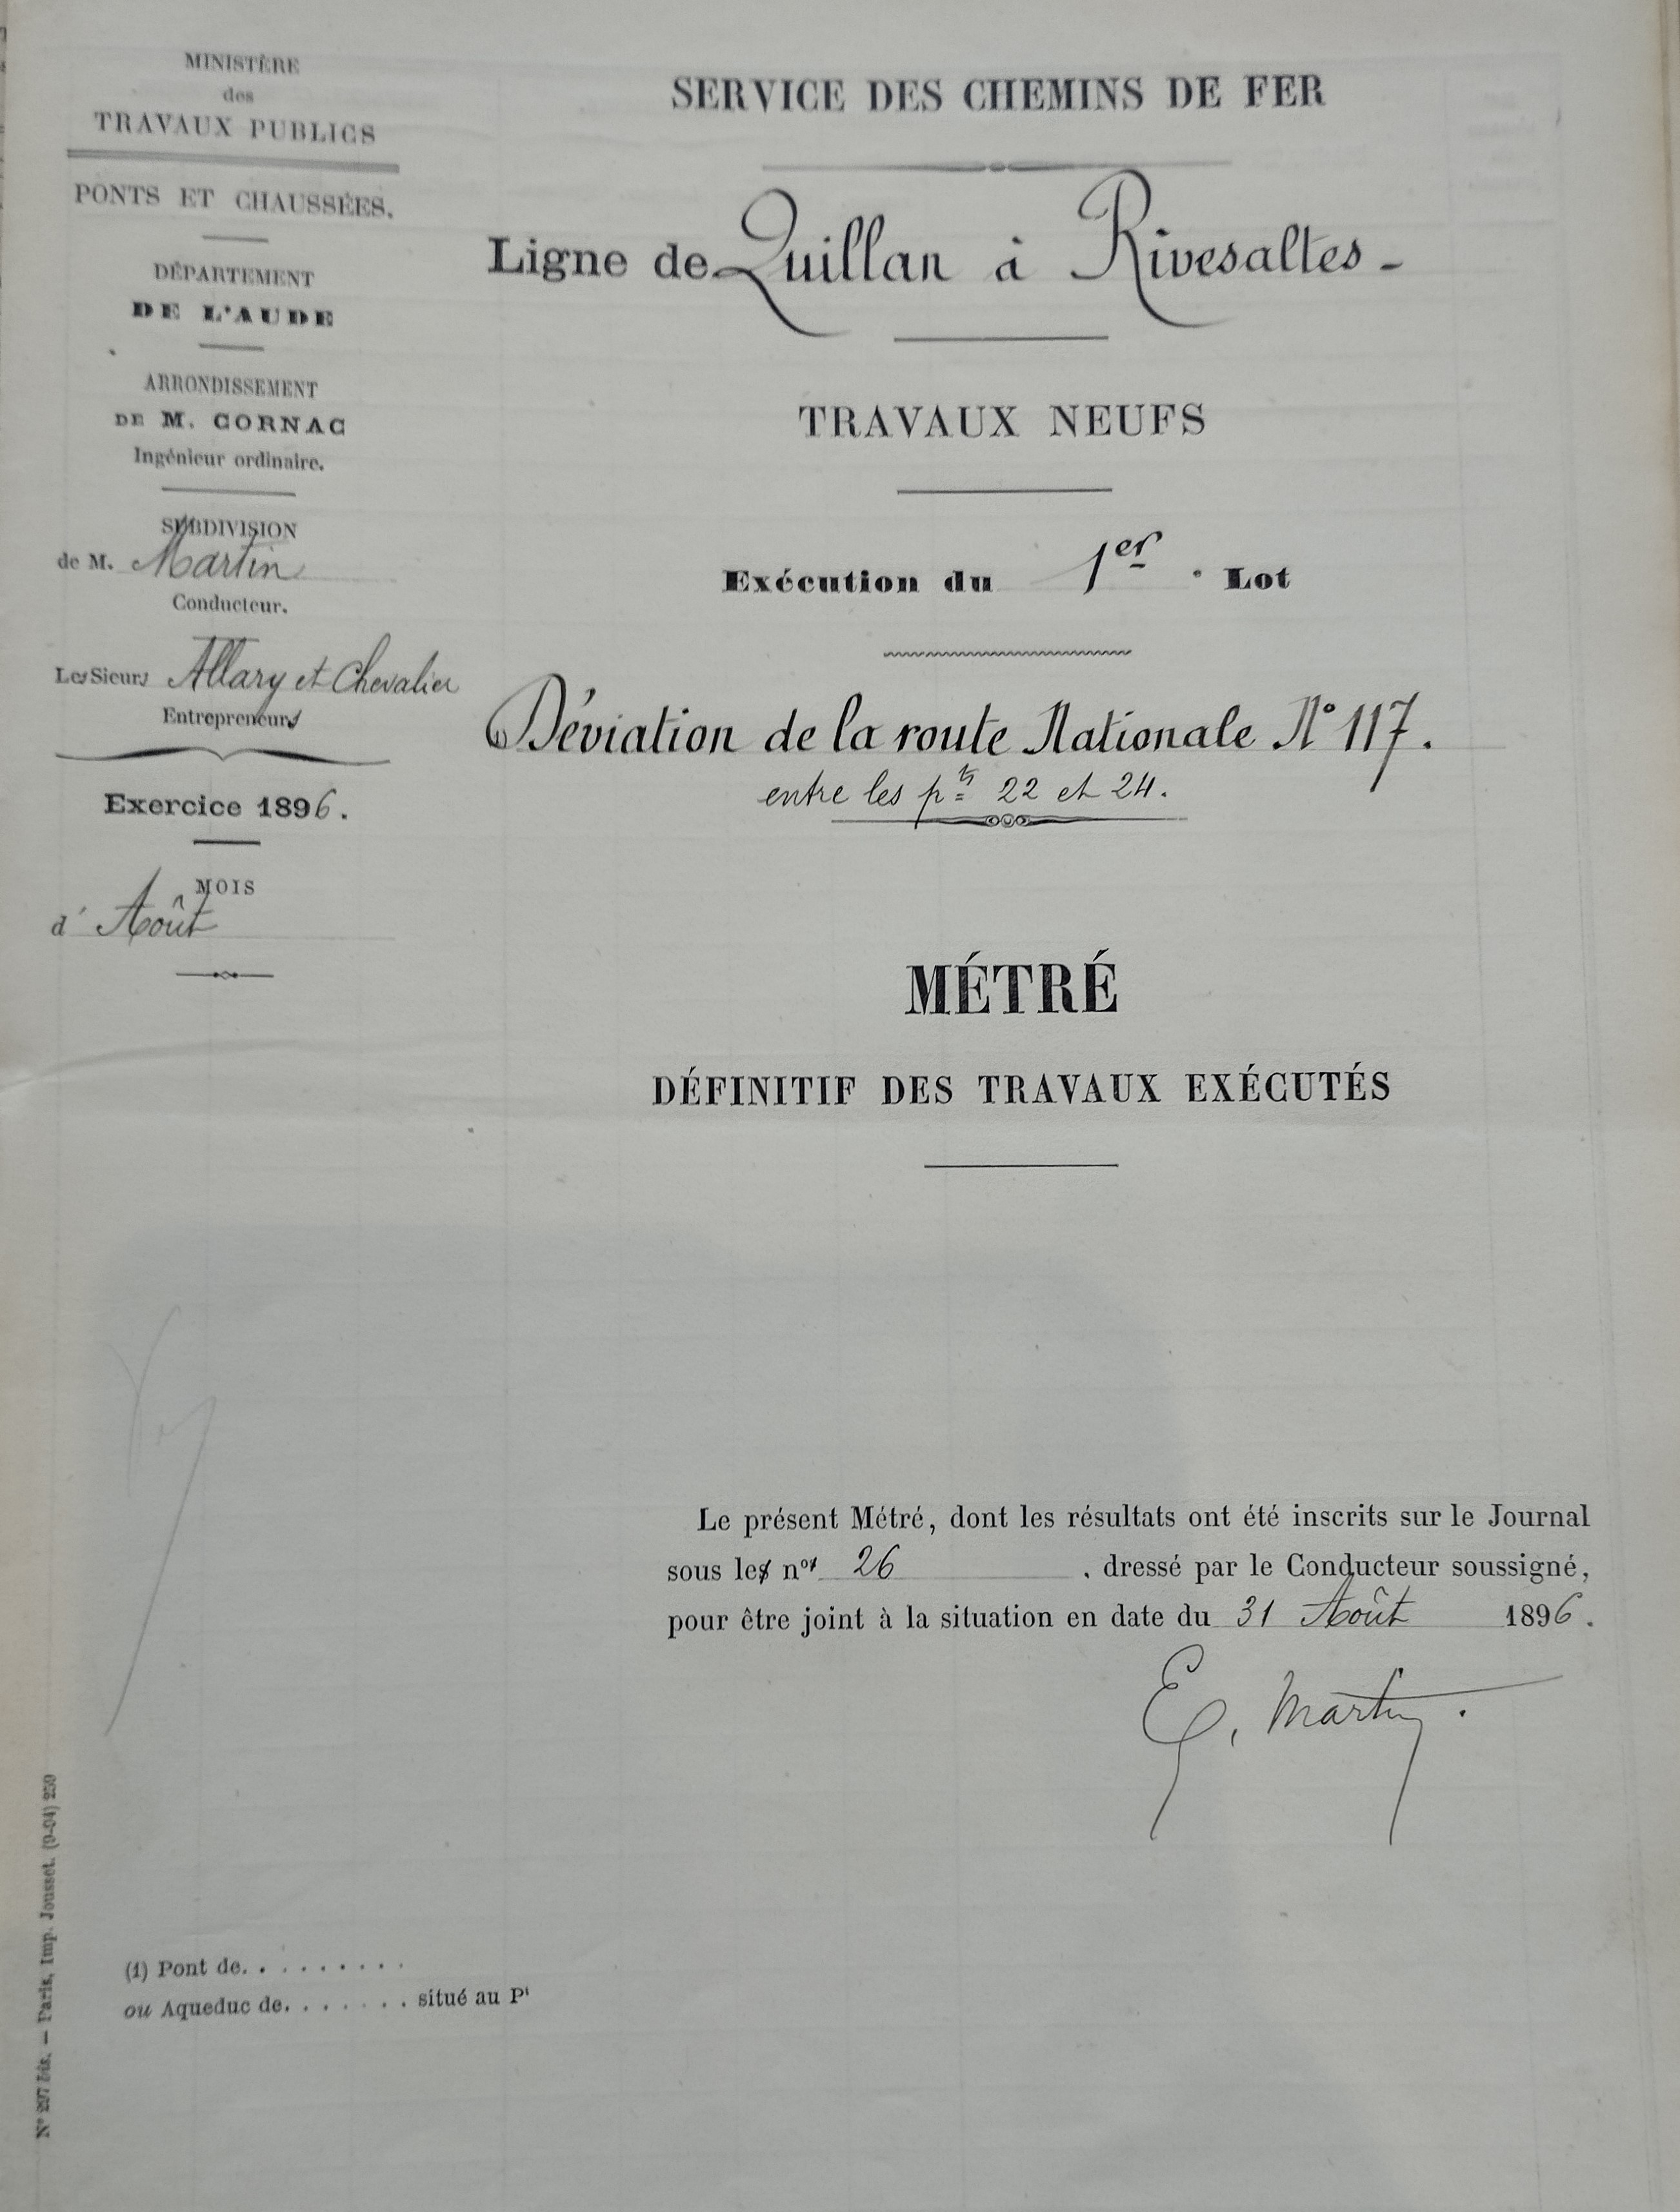 MINISTÈRE
des
TRAVAUX PUBLICS
PONTS ET CHAUSSÉES.
DÉPARTEMENT
DE L'AUDE
ARRONDISSEMENT
DE M. CORNAC
Ingénieur ordinaire.
SUBDIVISION
de M. Martin
Conducteur.
Les Sieurs Allary et Chevalier
Entrepreneurs
Exercice 1896.
MOIS
d'Août
SERVICE DES CHEMINS DE FER
Ligne de Quillan à Rivesaltes -
TRAVAUX NEUFS
Exécution du 1er Lot
(1) Déviation de la route Nationale N° 117.
entre les pts 22 et 24.
MÉTRÉ
DÉFINITIF DES TRAVAUX EXÉCUTÉS
Le présent Métré, dont les résultats ont été inscrits sur le Journal
sous le n° 26 , dressé par le Conducteur soussigné,
pour être joint à la situation en date du 31 Août 1896.
E. Martin.
(1) Pont de. . . . . . . . . .
ou Aqueduc de. . . . . . . situé au Pt
N° 297 bis. — Paris, Imp. Jousset. (9-04) 250